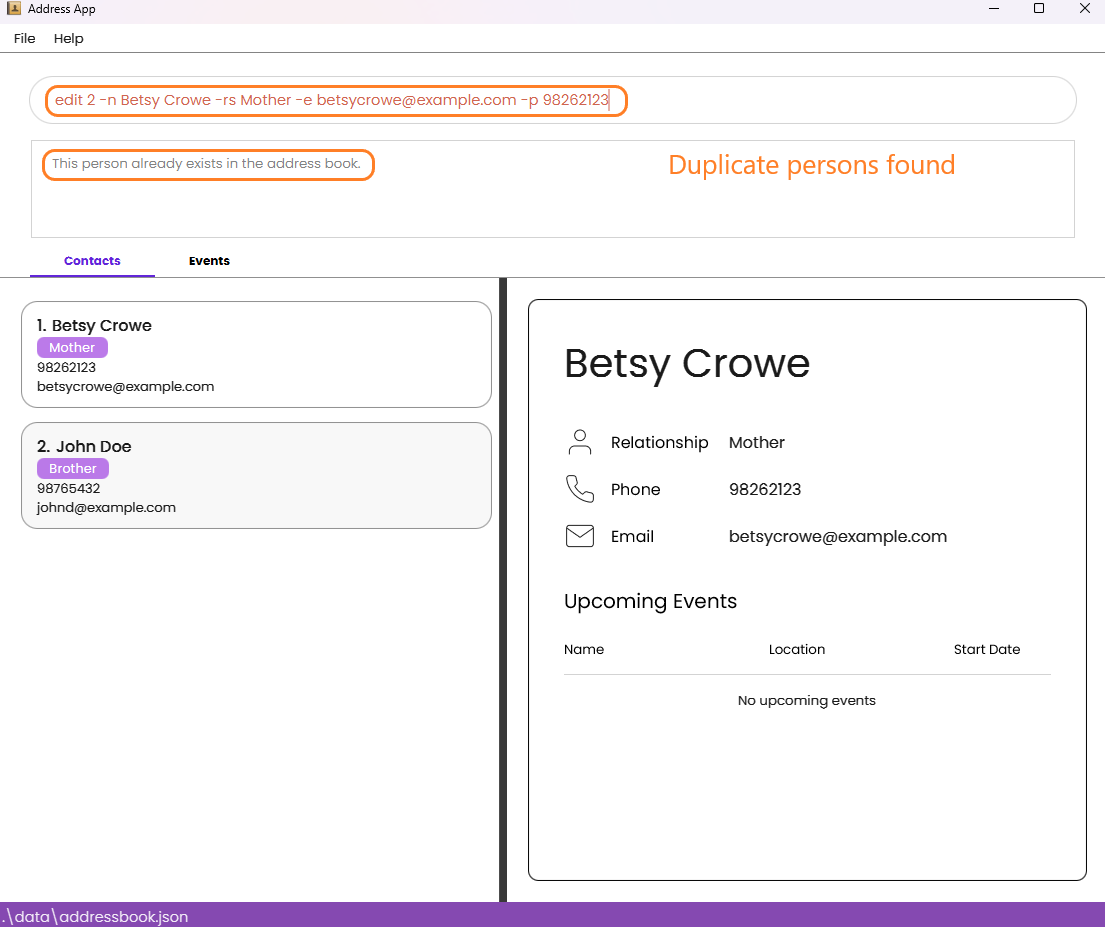 Address App
File Help
edit 2 -n Betsy Crowe -rs Mother -e betsycrowe@example.com -p 98262123
This person already exists in the address book.
Duplicate persons found
Contacts Events
1. Betsy Crowe
Mother
98262123
betsycrowe@example.com
2. John Doe
Brother
98765432
johnd@example.com
Betsy Crowe
Relationship Mother
Phone 98262123
Email betsycrowe@example.com
Upcoming Events
Name Location Start Date
No upcoming events
.\data\addressbook.json